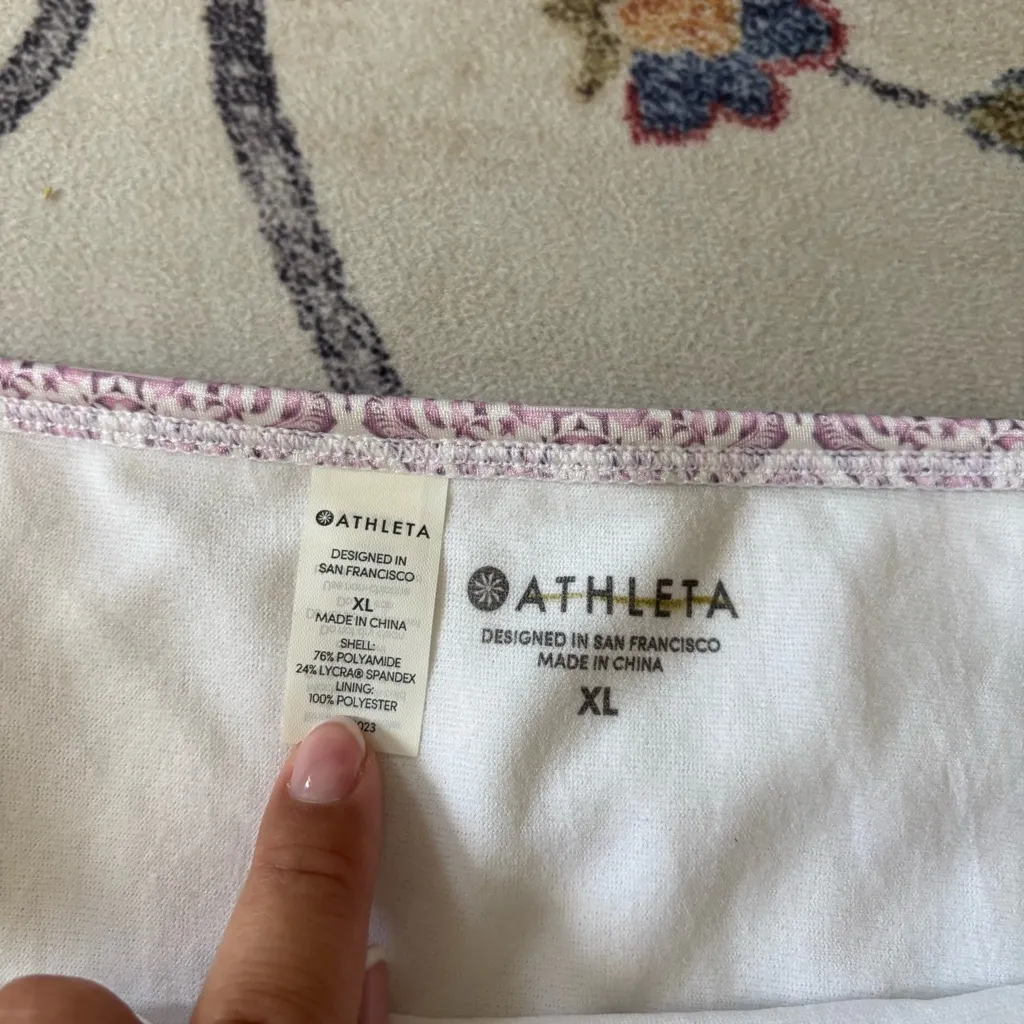 ATHLETA
DESIGNED IN
SAN FRANCISCO
XL
MADE IN CHINA
SHELL:
76% POLYAMIDE
24% LYCRA® SPANDEX
LINING:
100% POLYESTER
023
ATHLETA
DESIGNED IN SAN FRANCISCO
MADE IN CHINA
XL